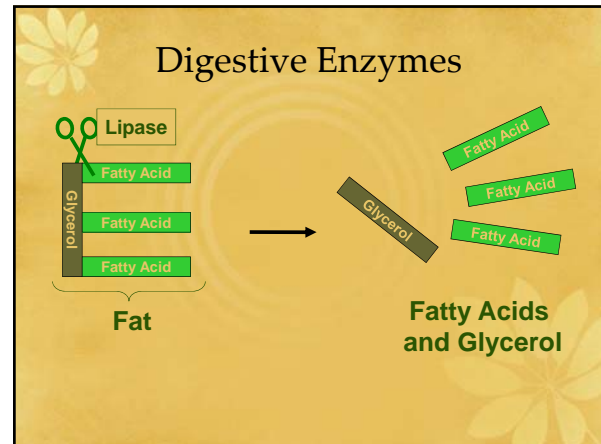 Digestive Enzymes
Lipase
Fatty Acid
Glycerol
Fatty Acid
Fatty Acid
Fat
Glycerol
Fatty Acid
Fatty Acid
Fatty Acid
Fatty Acids
and Glycerol